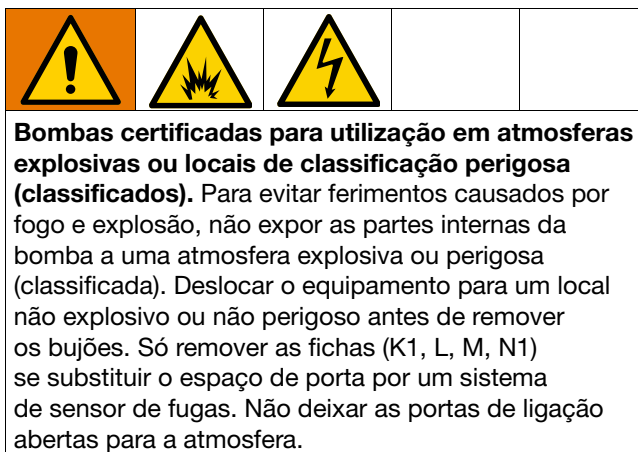 Bombas certificadas para utilização em atmosferas
explosivas ou locais de classificação perigosa
(classificados). Para evitar ferimentos causados por
fogo e explosão, não expor as partes internas da
bomba a uma atmosfera explosiva ou perigosa
(classificada). Deslocar o equipamento para um local
não explosivo ou não perigoso antes de remover
os bujões. Só remover as fichas (K1, L, M, N1)
se substituir o espaço de porta por um sistema
de sensor de fugas. Não deixar as portas de ligação
abertas para a atmosfera.